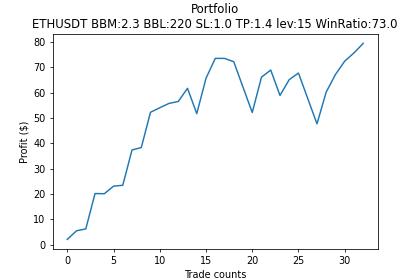 Portfolio
ETHUSDT BBM:2.3 BBL:220 SL:1.0 TP:1.4 lev:15 WinRatio:73.0
80
70
60
50
40
30
20
10
0
Profit ($)
0 5 10 15 20 25 30
Trade counts